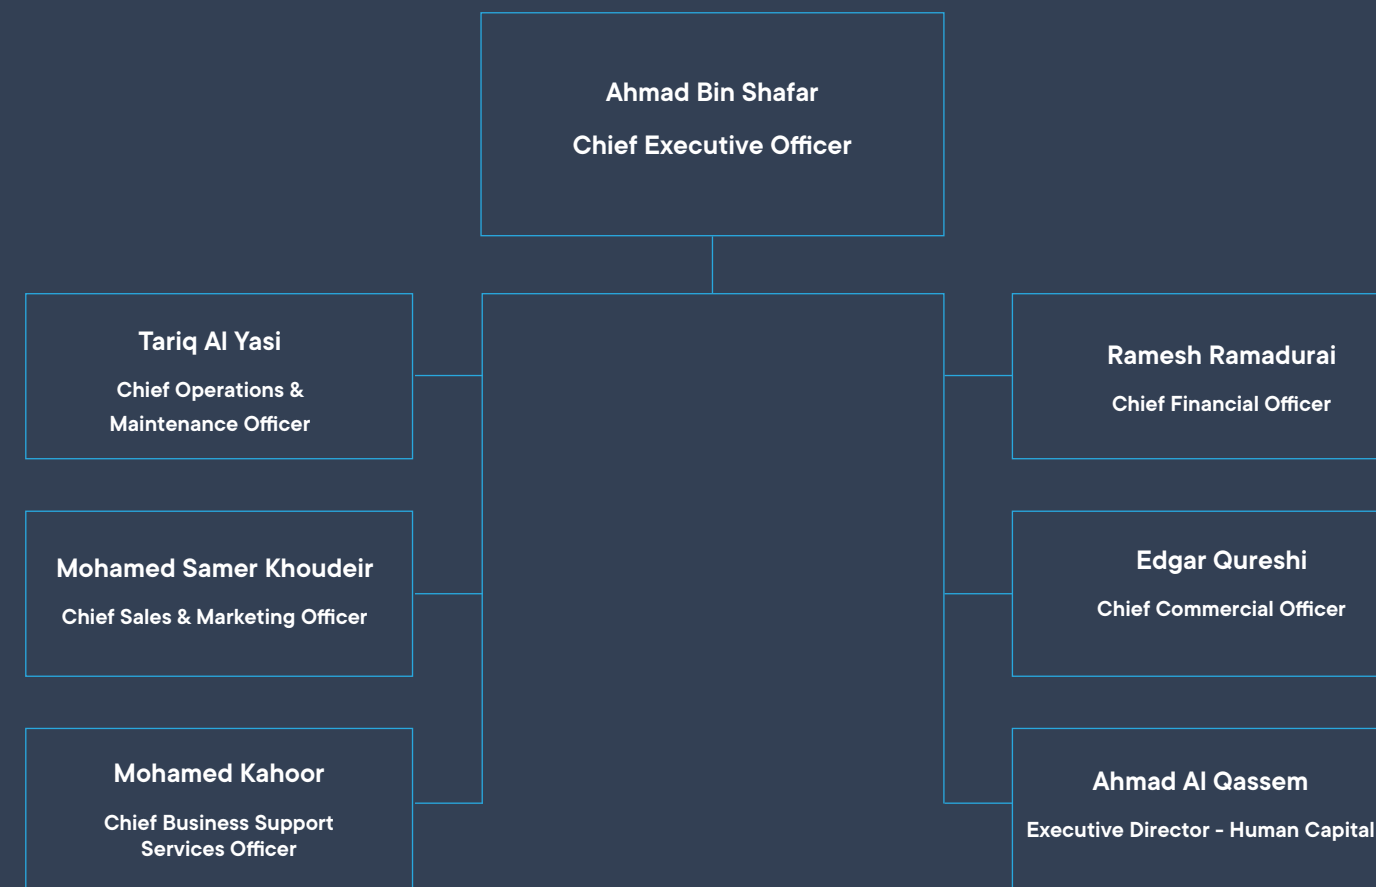 Ahmad Bin Shafar
Chief Executive Officer
Tariq Al Yasi
Chief Operations &
Maintenance Officer
Ramesh Ramadurai
Chief Financial Officer
Mohamed Samer Khoudeir
Chief Sales & Marketing Officer
Edgar Qureshi
Chief Commercial Officer
Mohamed Kahoor
Chief Business Support
Services Officer
Ahmad Al Qassem
Executive Director - Human Capital